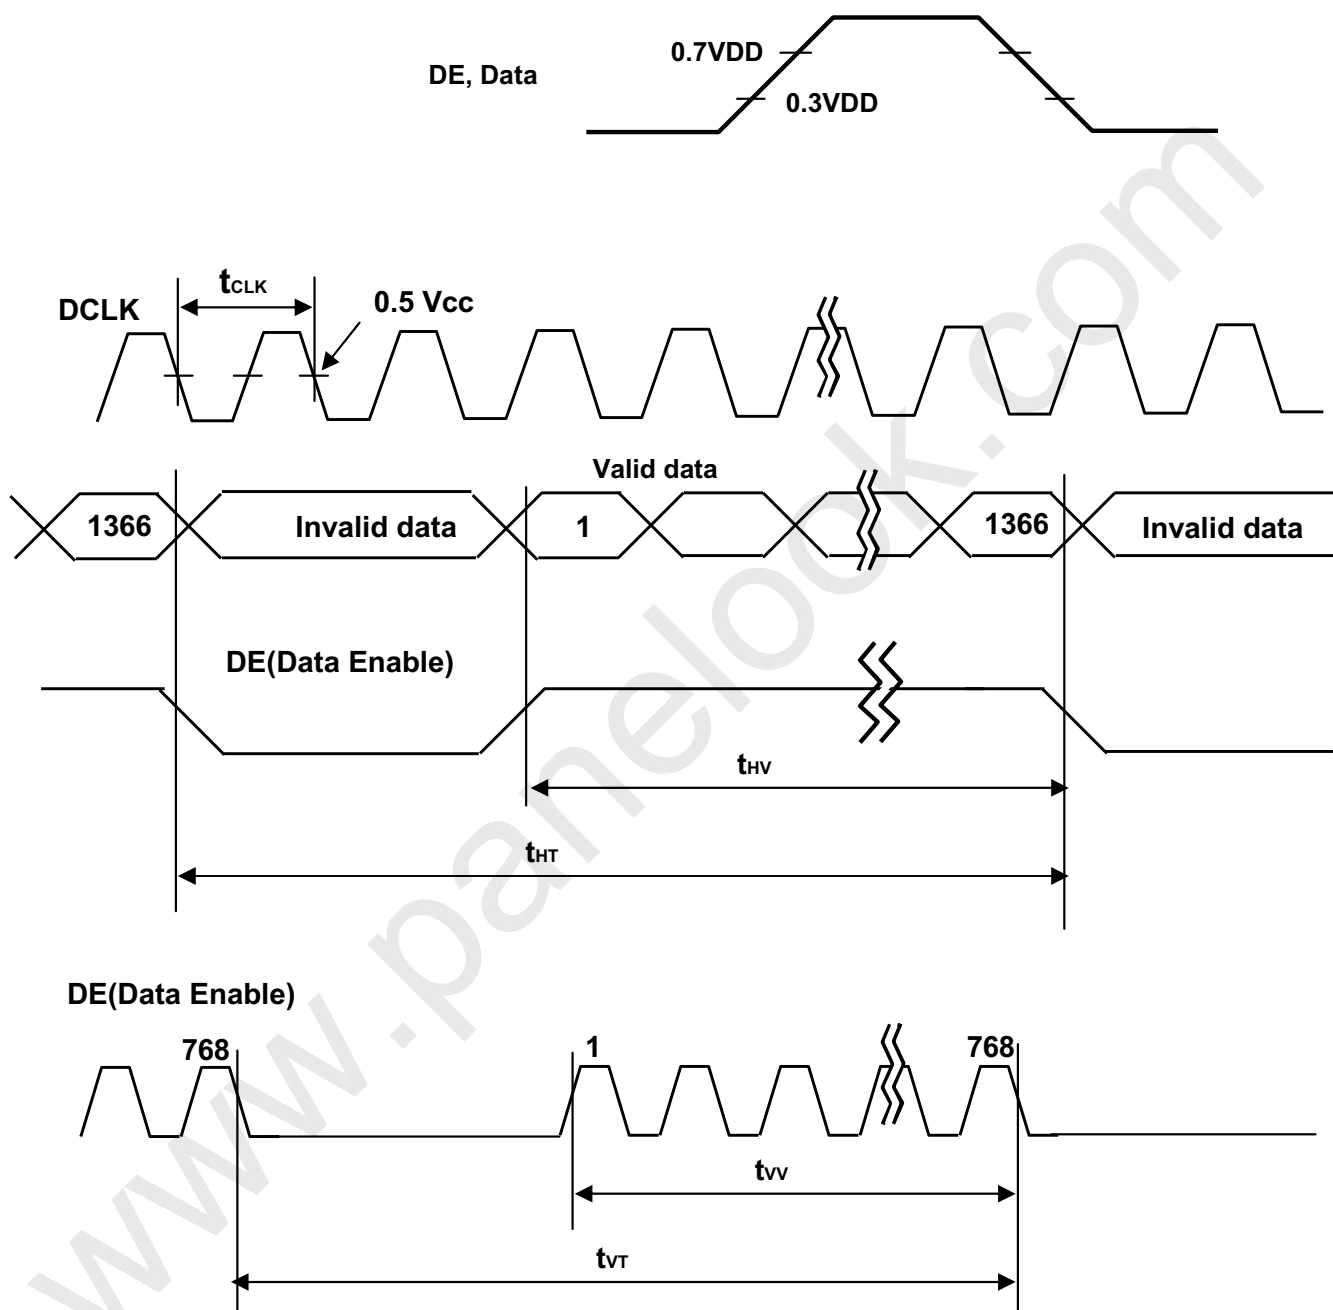 0.7VDD
DE, Data
0.3VDD
tCLK
DCLK
0.5 Vcc
Valid data
1366
Invalid data
1
1366
Invalid data
DE(Data Enable)
tHV
tHT
DE(Data Enable)
768
1
768
tVV
tVT
www.panelook.com